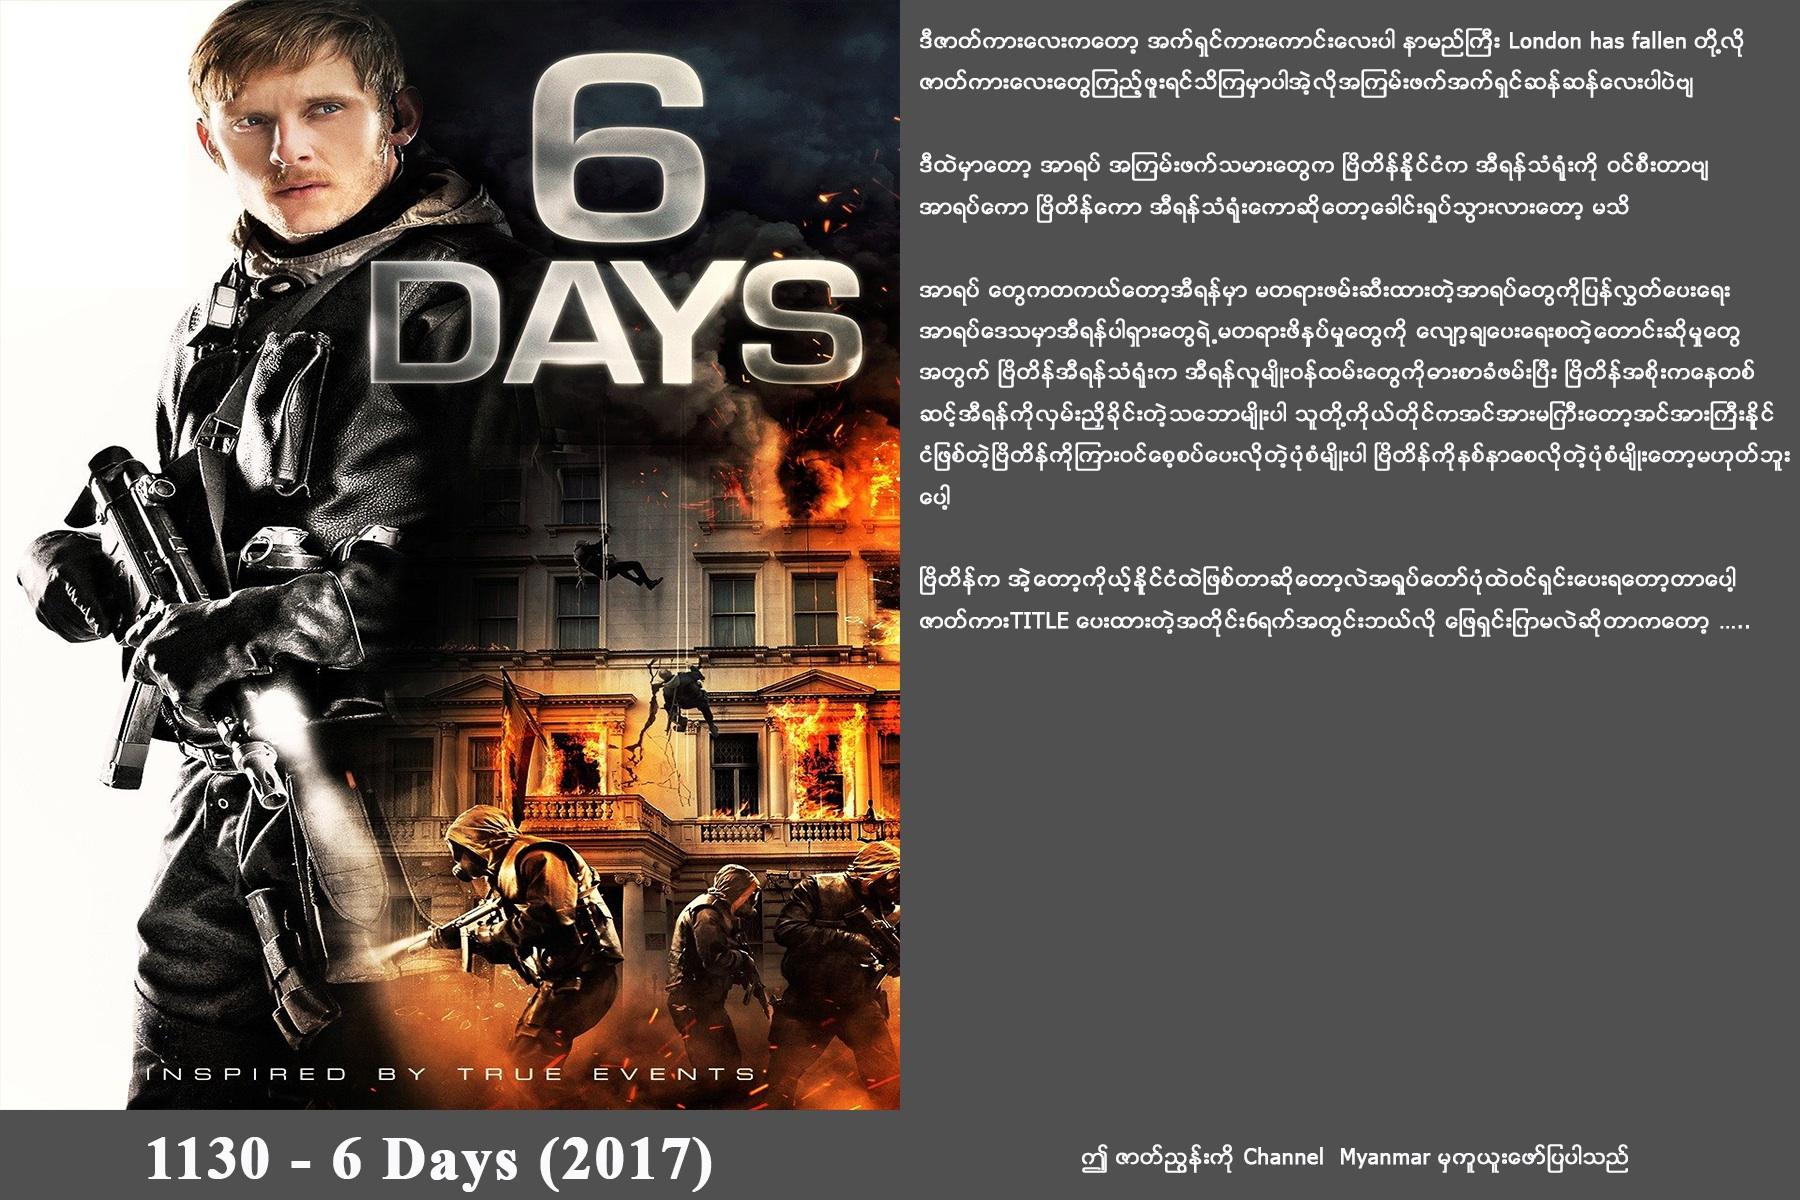 6
DAYS
INSPIRED BY TRUE EVENTS
1130 - 6 Days (2017)
ဒီဇာတ်ကားလေးကတော့ အက်ရှင်ကားကောင်းလေးပါ နာမည်ကြီး London has fallen တို့လို
ဇာတ်ကားလေးတွေကြည့်ဖူးရင်သိကြမှာပါအဲ့လိုအကြမ်းဖက်အက်ရှင်ဆန်ဆန်လေးပါပဲဗျ
ဒီထဲမှာတော့ အာရပ် အကြမ်းဖက်သမားတွေက ဗြိတိန်နိုင်ငံက အီရန်သံရုံးကို ဝင်စီးတာဗျ
အာရပ်ကော ဗြိတိန်ကော အီရန်သံရုံးကောဆိုတော့ခေါင်းရှုပ်သွားလားတော့ မသိ
အာရပ် တွေကတကယ်တော့အီရန်မှာ မတရားဖမ်းဆီးထားတဲ့အာရပ်တွေကိုပြန်လွှတ်ပေးရေး
အာရပ်ဒေသမှာအီရန်ပါရှားတွေရဲ့မတရားဖိနှပ်မှုတွေကို လျော့ချပေးရေးစတဲ့တောင်းဆိုမှုတွေ
အတွက် ဗြိတိန်အီရန်သံရုံးက အီရန်လူမျိုးဝန်ထမ်းတွေကိုဓားစာခံဖမ်းပြီး ဗြိတိန်အစိုးကနေတစ်
ဆင့်အီရန်ကိုလှမ်းညှိခိုင်းတဲ့သဘောမျိုးပါ သူတို့ကိုယ်တိုင်ကအင်အားမကြီးတော့အင်အားကြီးနိုင်
ငံဖြစ်တဲ့ဗြိတိန်ကိုကြားဝင်စေ့စပ်ပေးလိုတဲ့ပုံစံမျိုးပါ ဗြိတိန်ကိုနစ်နာစေလိုတဲ့ပုံစံမျိုးတော့မဟုတ်ဘူး
ပေါ့
ဗြိတိန်က အဲ့တော့ကိုယ့်နိုင်ငံထဲဖြစ်တာဆိုတော့လဲအရှုပ်တော်ပုံထဲဝင်ရှင်းပေးရတော့တာပေါ့
ဇာတ်ကားTITLE ပေးထားတဲ့အတိုင်း6ရက်အတွင်းဘယ်လို ဖြေရှင်းကြမလဲဆိုတာကတော့ …..
ဤ ဇာတ်ညွှန်းကို Channel Myanmar မှကူယူဖော်ပြပါသည်